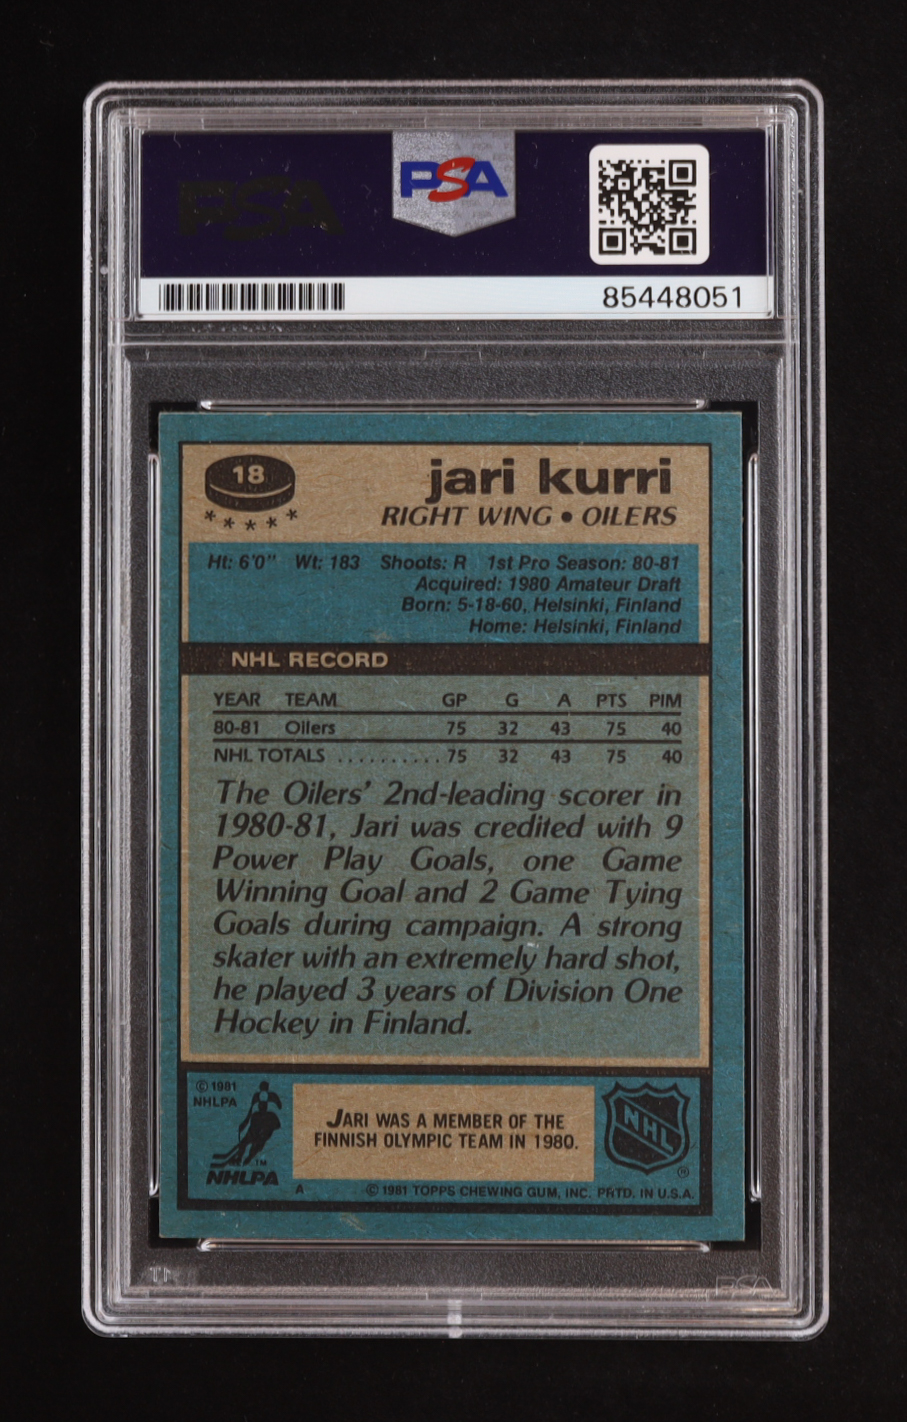 PSA
PSA
85448051
18
jari kurri
RIGHT WING • OILERS
Ht: 6'0" Wt: 183 Shoots: R 1st Pro Season: 80-81
Acquired: 1980 Amateur Draft
Born: 5-18-60, Helsinki, Finland
Home: Helsinki, Finland
NHL RECORD
YEAR TEAM GP G A PTS PIM
80-81 Oilers 75 32 43 75 40
NHL TOTALS .......... 75 32 43 75 40
The Oilers' 2nd-leading scorer in
1980-81, Jari was credited with 9
Power Play Goals, one Game
Winning Goal and 2 Game Tying
Goals during campaign. A strong
skater with an extremely hard shot,
he played 3 years of Division One
Hockey in Finland.
© 1981
NHLPA
JARI WAS A MEMBER OF THE
FINNISH OLYMPIC TEAM IN 1980.
NHL
®
TM
NHLPA
A © 1981 TOPPS CHEWING GUM, INC. PRTD. IN U.S.A.
PSA